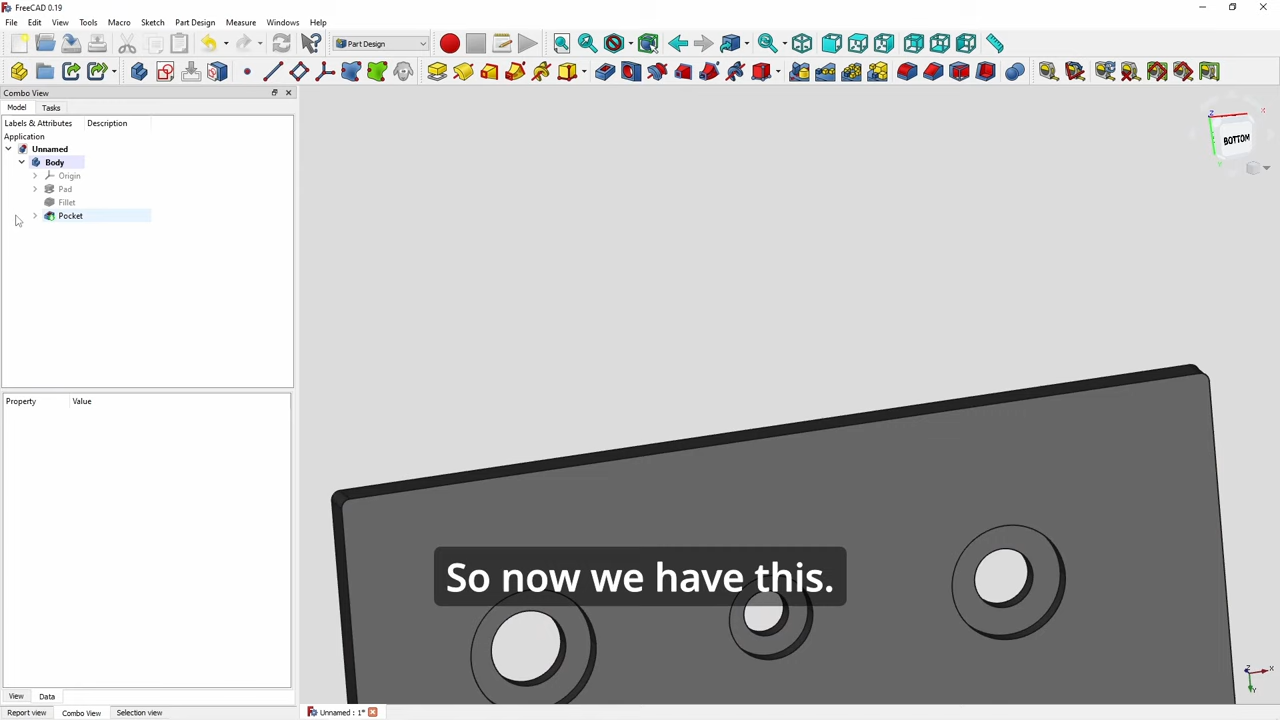 FreeCAD 0.19
File Edit View Tools Macro Sketch Part Design Measure Windows Help
Part Design
Combo View
Model Tasks
Labels & Attributes Description
Application
Unnamed
Body
Origin
Pad
Fillet
Pocket
BOTTOM
Z
X
Property Value
So now we have this.
Z
X
Y
View Data
Report view Combo View Selection view
Unnamed : 1*